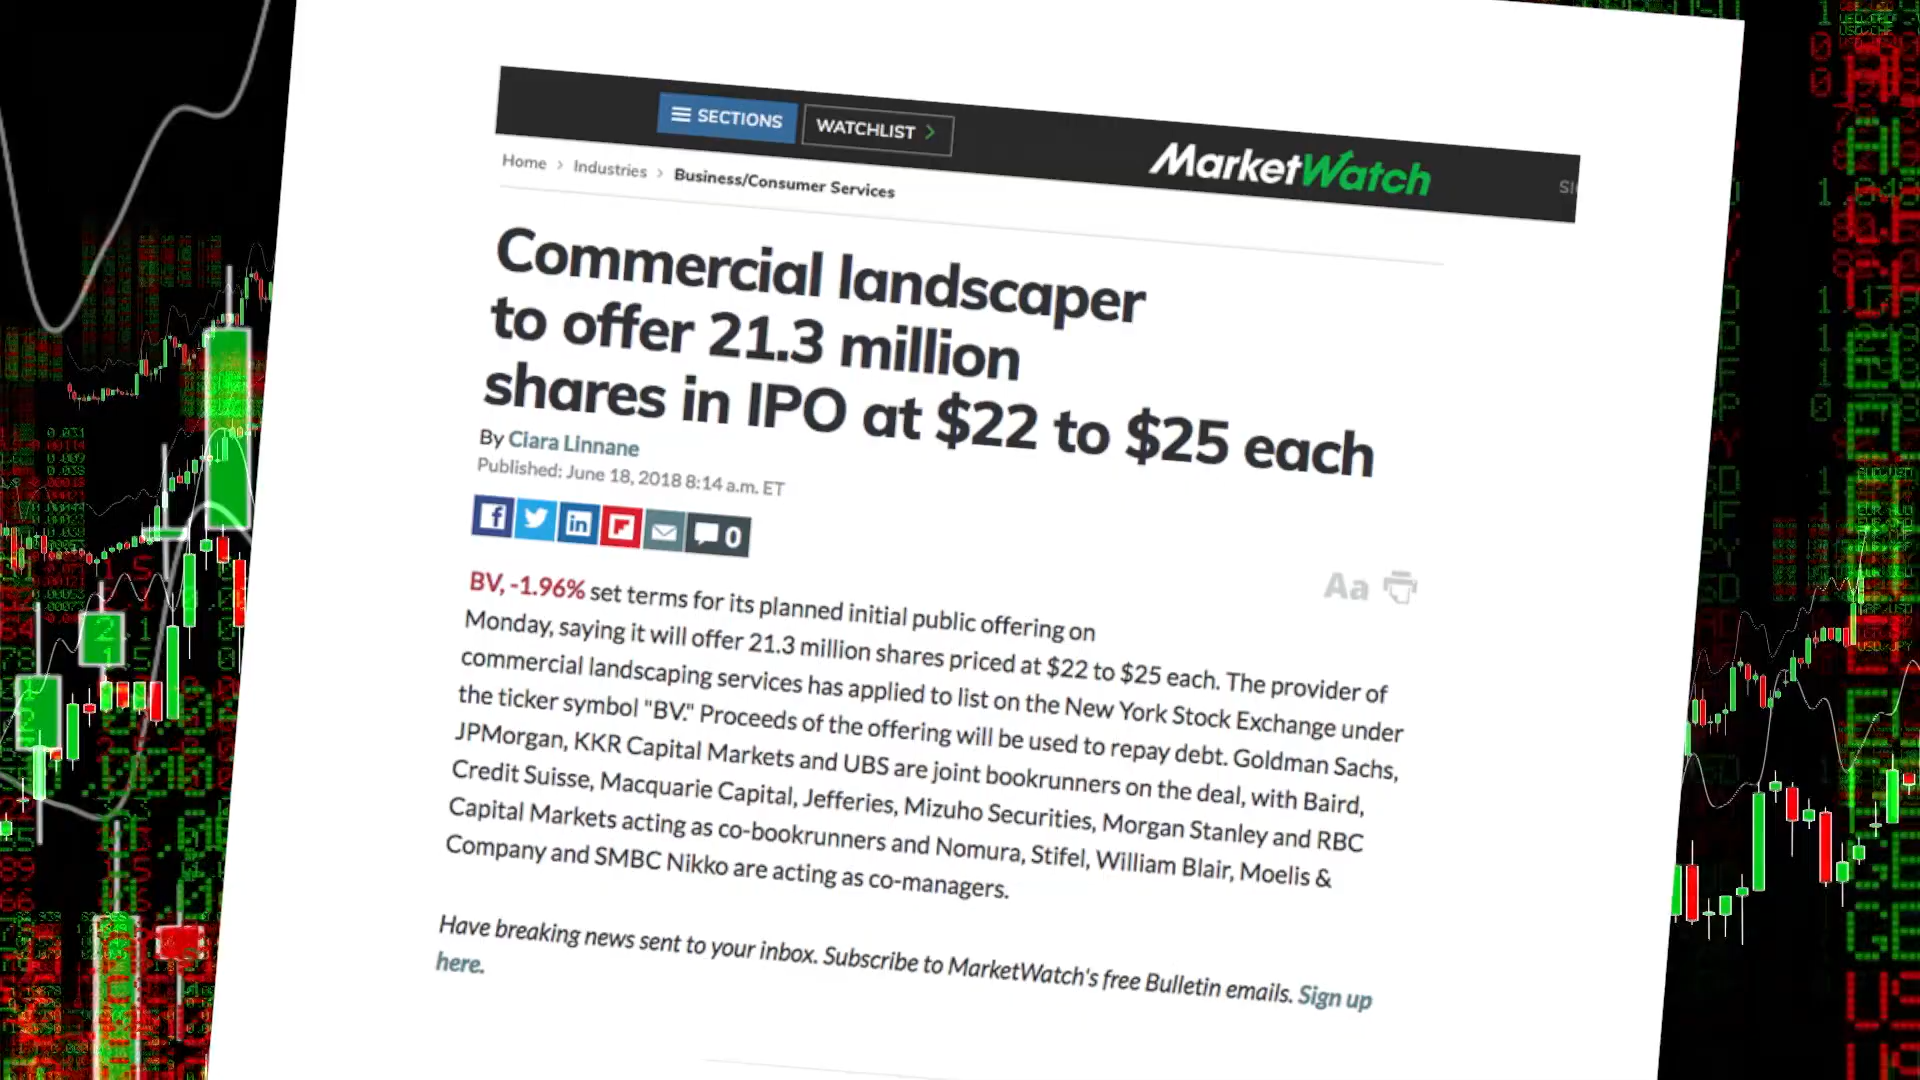 SECTIONS
WATCHLIST >
MarketWatch
Home > Industries > Business/Consumer Services
Commercial landscaper
to offer 21.3 million
shares in IPO at $22 to $25 each
By Ciara Linnane
Published: June 18, 2018 8:14 a.m. ET
0
Aa
BV, -1.96% set terms for its planned initial public offering on
Monday, saying it will offer 21.3 million shares priced at $22 to $25 each. The provider of
commercial landscaping services has applied to list on the New York Stock Exchange under
the ticker symbol "BV." Proceeds of the offering will be used to repay debt. Goldman Sachs,
JPMorgan, KKR Capital Markets and UBS are joint bookrunners on the deal, with Baird,
Credit Suisse, Macquarie Capital, Jefferies, Mizuho Securities, Morgan Stanley and RBC
Capital Markets acting as co-bookrunners and Nomura, Stifel, William Blair, Moelis &
Company and SMBC Nikko are acting as co-managers.
Have breaking news sent to your inbox. Subscribe to MarketWatch's free Bulletin emails. Sign up
here.